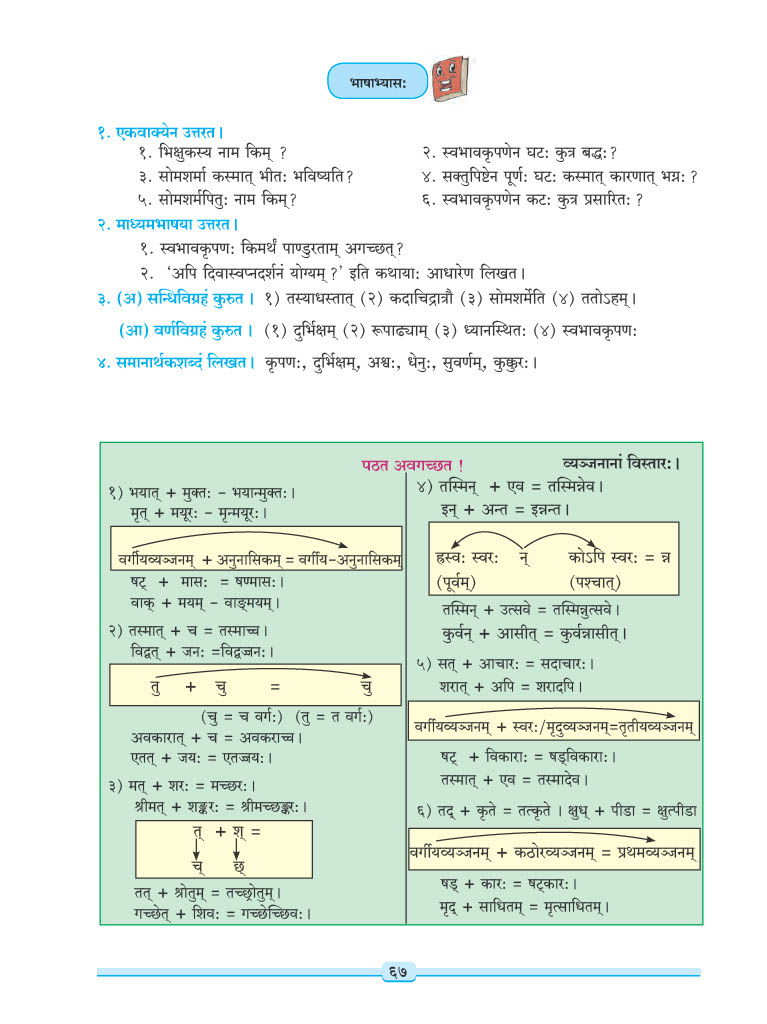 भाषाभ्यासः
१. एकवाक्येन उत्तरत ।
१. भिक्षुकस्य नाम किम् ?
२. स्वभावकृपणेन घटः कुत्र बद्धः ?
३. सोमशर्मा कस्मात् भीतः भविष्यति ?
४. सक्तुपिष्टेन पूर्णः घटः कस्मात् कारणात् भग्नः ?
५. सोमशर्मपितुः नाम किम् ?
६. स्वभावकृपणेन कटः कुत्र प्रसारितः ?
२. माध्यमभाषया उत्तरत ।
१. स्वभावकृपणः किमर्थं पाण्डुरताम् अगच्छत् ?
२. ‘अपि दिवास्वप्नदर्शनं योग्यम् ?’ इति कथायाः आधारेण लिखत ।
३. (अ) सन्धिविग्रहं कुरुत । १) तस्याधस्तात् (२) कदाचिद्रात्रौ (३) सोमशर्मेति (४) ततोऽहम् ।
(आ) वर्णविग्रहं कुरुत । (१) दुर्भिक्षम् (२) रूपाढ्याम् (३) ध्यानस्थितः (४) स्वभावकृपणः
४. समानार्थकशब्दं लिखत । कृपणः, दुर्भिक्षम्, अश्वः, धेनुः, सुवर्णम्, कुक्कुरः ।
पठत अवगच्छत !
व्यञ्जनानां विस्तारः ।
१) भयात् + मुक्तः - भयान्मुक्तः ।
मृत् + मयूरः - मृन्मयूरः ।
वर्गीयव्यञ्जनम् + अनुनासिकम् = वर्गीय-अनुनासिकम्
षट् + मासः = षण्मासः ।
वाक् + मयम् - वाङ्मयम् ।
२) तस्मात् + च = तस्माच्च ।
विद्वत् + जनः =विद्वज्जनः ।
तु + चु = चु
(चु = च वर्गः) (तु = त वर्गः)
अवकारात् + च = अवकराच्च ।
एतत् + जयः = एतज्जयः ।
३) मत् + शरः = मच्छरः ।
श्रीमत् + शङ्करः = श्रीमच्छङ्करः ।
त् + श् =
च् छ्
तत् + श्रोतुम् = तच्छ्रोतुम् ।
गच्छेत् + शिवः = गच्छेच्छिवः ।
४) तस्मिन् + एव = तस्मिन्नेव ।
इन् + अन्त = इन्नन्त ।
ह्रस्वः स्वरः न् कोऽपि स्वरः = न्न
(पूर्वम्) (पश्चात्)
तस्मिन् + उत्सवे = तस्मिन्नुत्सवे ।
कुर्वन् + आसीत् = कुर्वन्नासीत् ।
५) सत् + आचारः = सदाचारः ।
शरात् + अपि = शरादपि ।
वर्गीयव्यञ्जनम् + स्वरः/मृदुव्यञ्जनम्=तृतीयव्यञ्जनम्
षट् + विकाराः = षड्विकाराः ।
तस्मात् + एव = तस्मादेव ।
६) तद् + कृते = तत्कृते । क्षुध् + पीडा = क्षुत्पीडा
वर्गीयव्यञ्जनम् + कठोरव्यञ्जनम् = प्रथमव्यञ्जनम्
षड् + कारः = षट्कारः ।
मृद् + साधितम् = मृत्साधितम् ।
६७